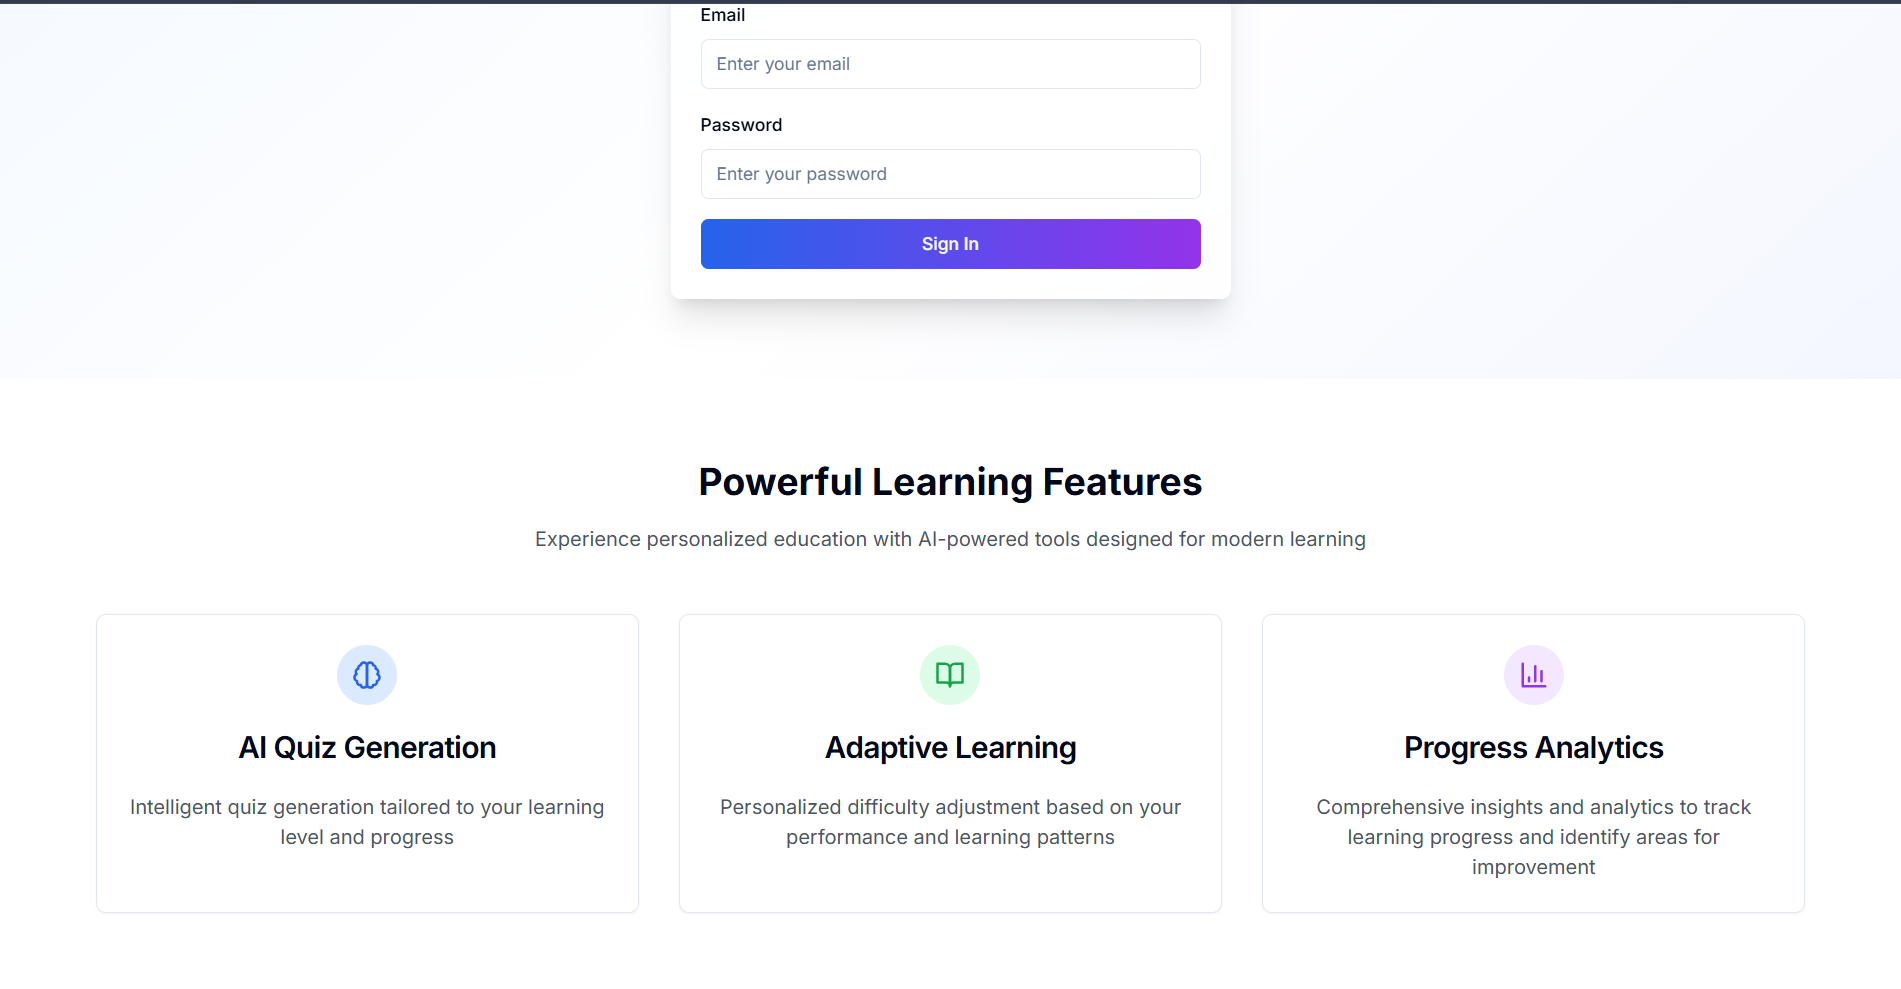 Email
Enter your email
Password
Enter your password
Sign In
Powerful Learning Features
Experience personalized education with AI-powered tools designed for modern learning
AI Quiz Generation
Intelligent quiz generation tailored to your learning
level and progress
Adaptive Learning
Personalized difficulty adjustment based on your
performance and learning patterns
Progress Analytics
Comprehensive insights and analytics to track
learning progress and identify areas for
improvement